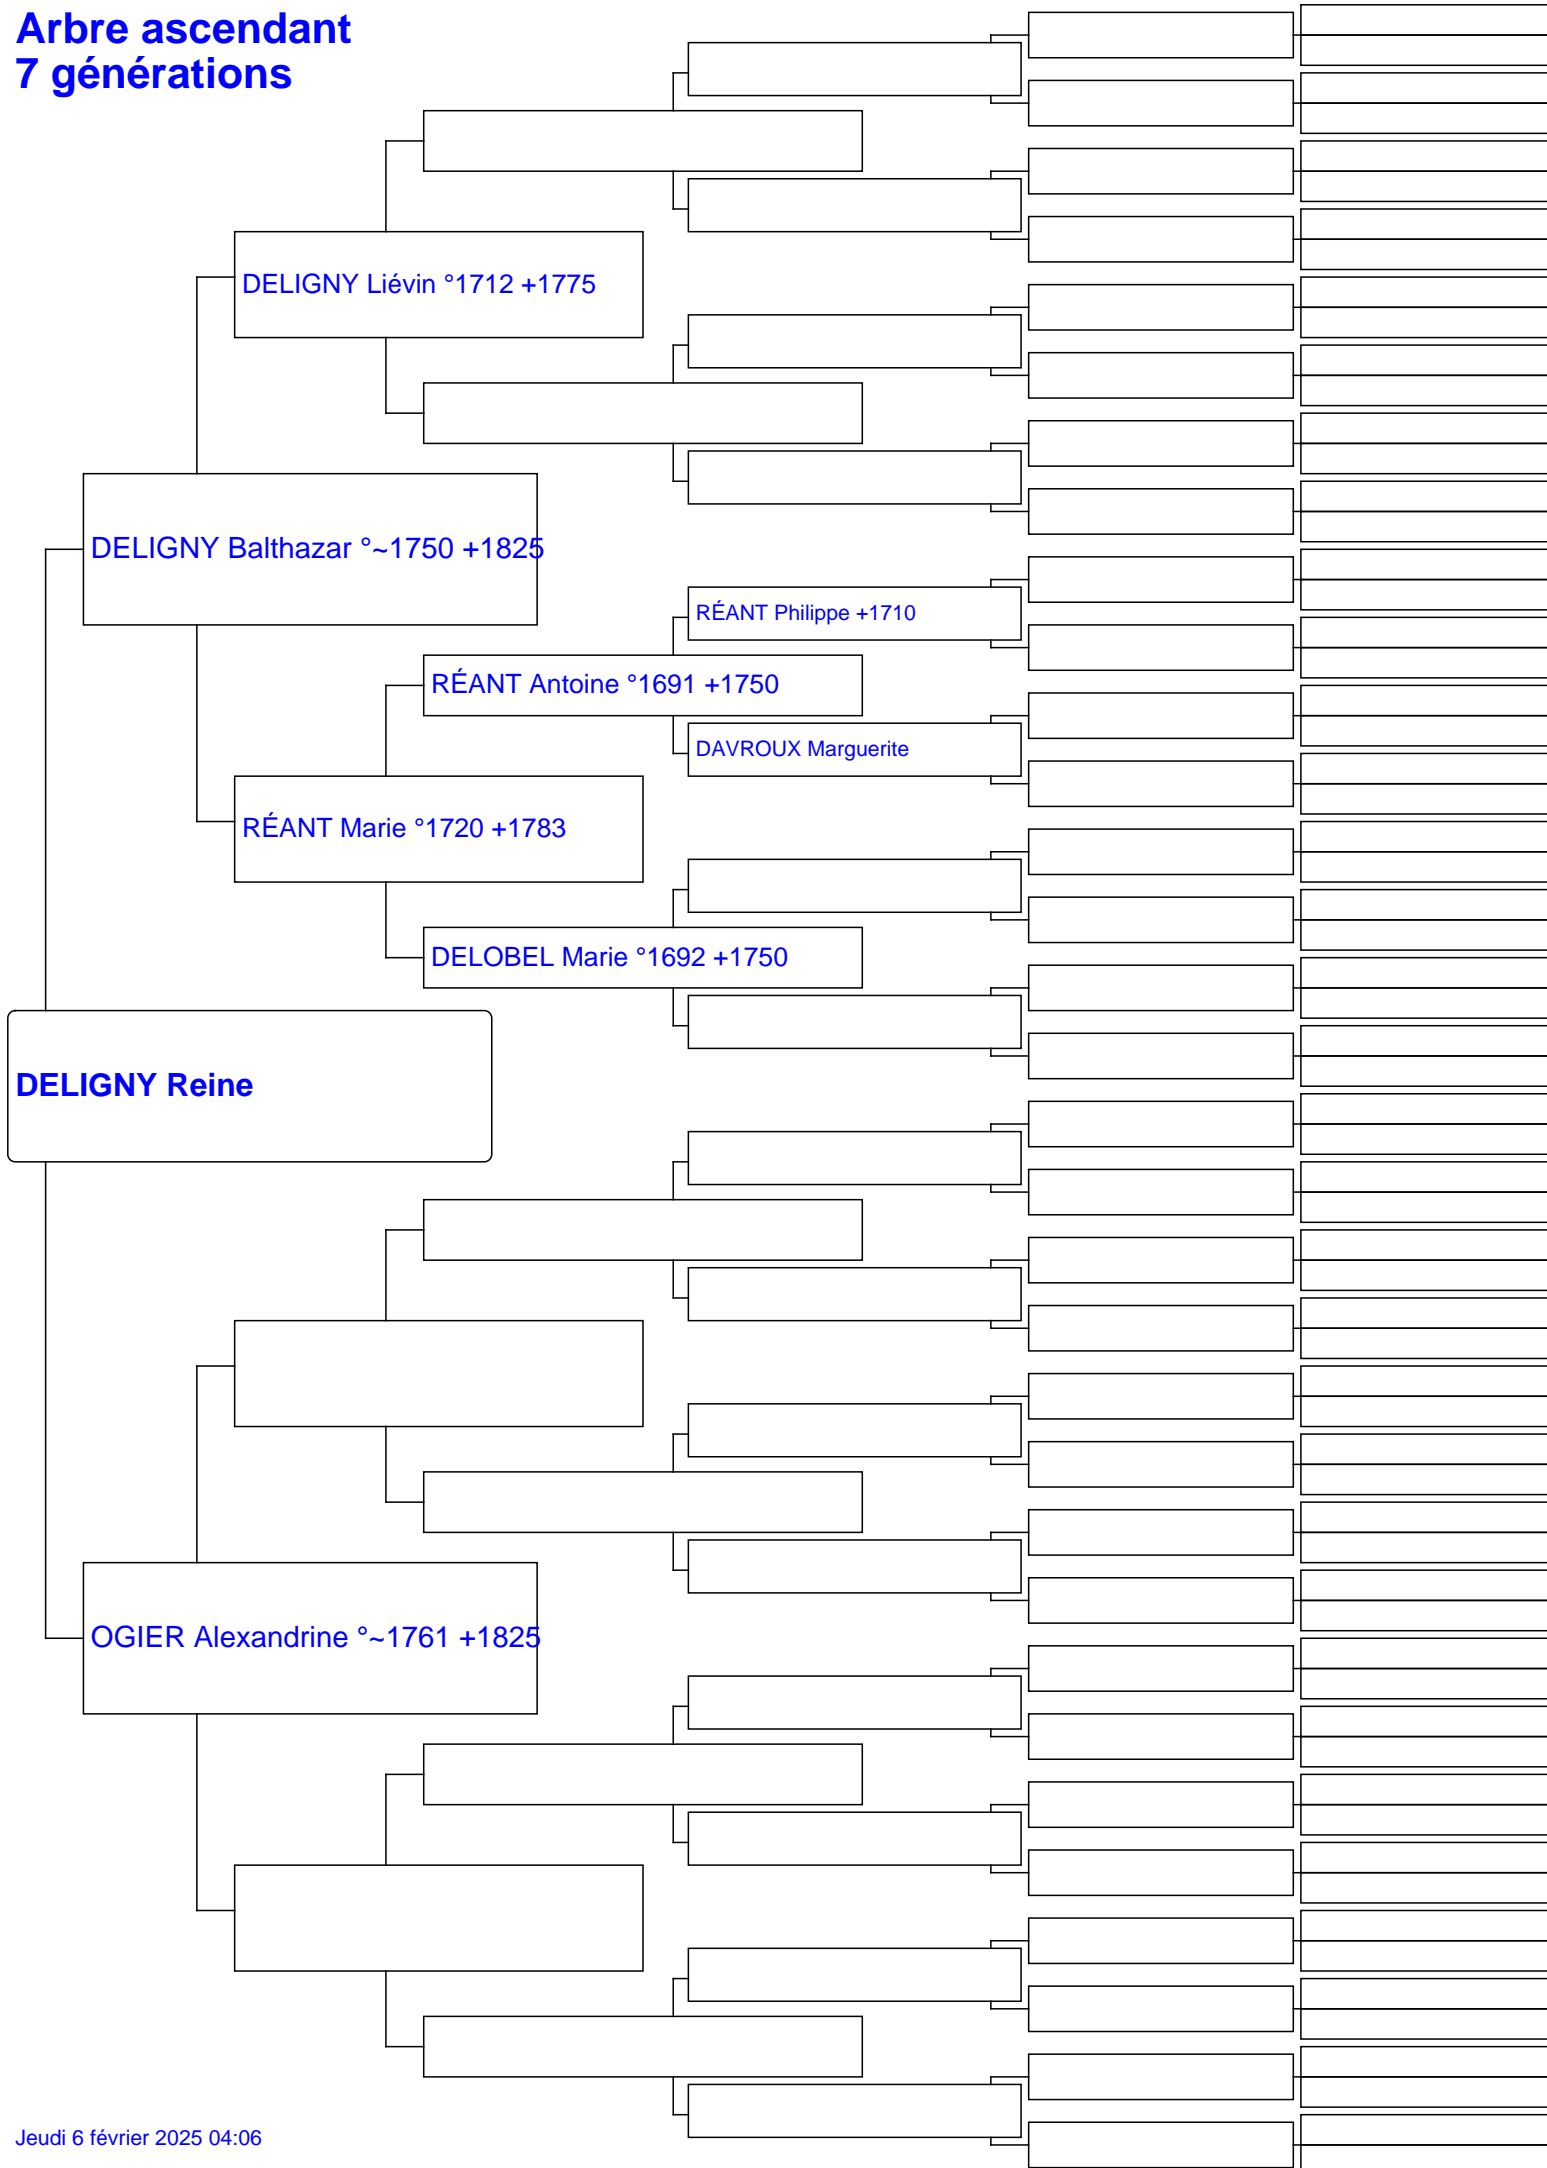 Arbre ascendant
7 générations
DELIGNY Liévin °1712 +1775
DELIGNY Balthazar °~1750 +1825
RÉANT Philippe +1710
RÉANT Antoine °1691 +1750
DAVROUX Marguerite
RÉANT Marie °1720 +1783
DELOBEL Marie °1692 +1750
DELIGNY Reine
OGIER Alexandrine °~1761 +1825
Jeudi 6 février 2025 04:06